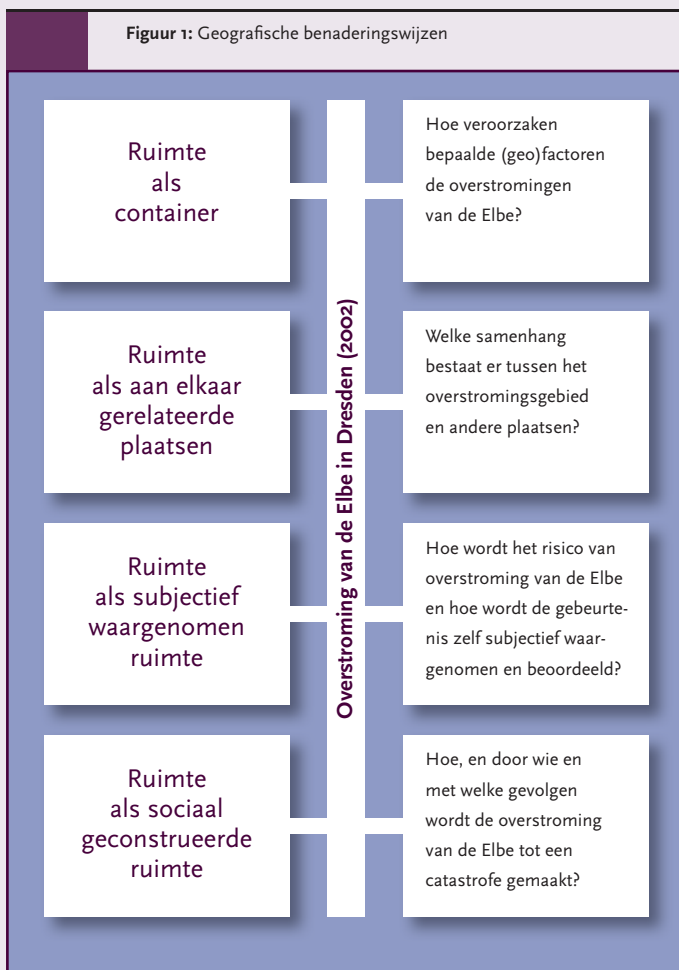 Figuur 1: Geografische benaderingswijzen
Ruimte
als
container
Hoe veroorzaken
bepaalde (geo)factoren
de overstromingen
van de Elbe?
Ruimte
als aan elkaar
gerelateerde
plaatsen
Welke samenhang
bestaat er tussen het
overstromingsgebied
en andere plaatsen?
Overstroming van de Elbe in Dresden (2002)
Ruimte
als subjectief
waargenomen
ruimte
Hoe wordt het risico van
overstroming van de Elbe
en hoe wordt de gebeurte-
nis zelf subjectief waar-
genomen en beoordeeld?
Ruimte
als sociaal
geconstrueerde
ruimte
Hoe, en door wie en
met welke gevolgen
wordt de overstroming
van de Elbe tot een
catastrofe gemaakt?